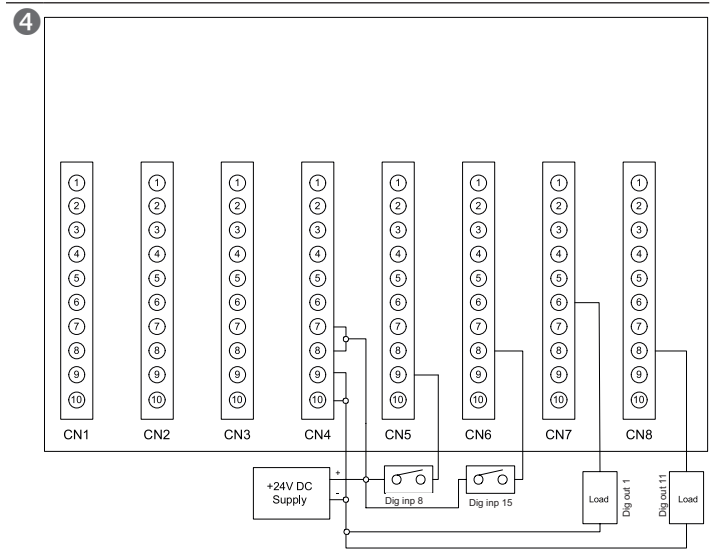 4
1 1 1 1 1 1 1 1
2 2 2 2 2 2 2 2
3 3 3 3 3 3 3 3
4 4 4 4 4 4 4 4
5 5 5 5 5 5 5 5
6 6 6 6 6 6 6 6
7 7 7 7 7 7 7 7
8 8 8 8 8 8 8 8
9 9 9 9 9 9 9 9
10 10 10 10 10 10 10 10
CN1 CN2 CN3 CN4 CN5 CN6 CN7 CN8
+24V DC
Supply
+
-
Dig inp 8
Dig inp 15
Load
Dig out 1
Dig out 11
Load